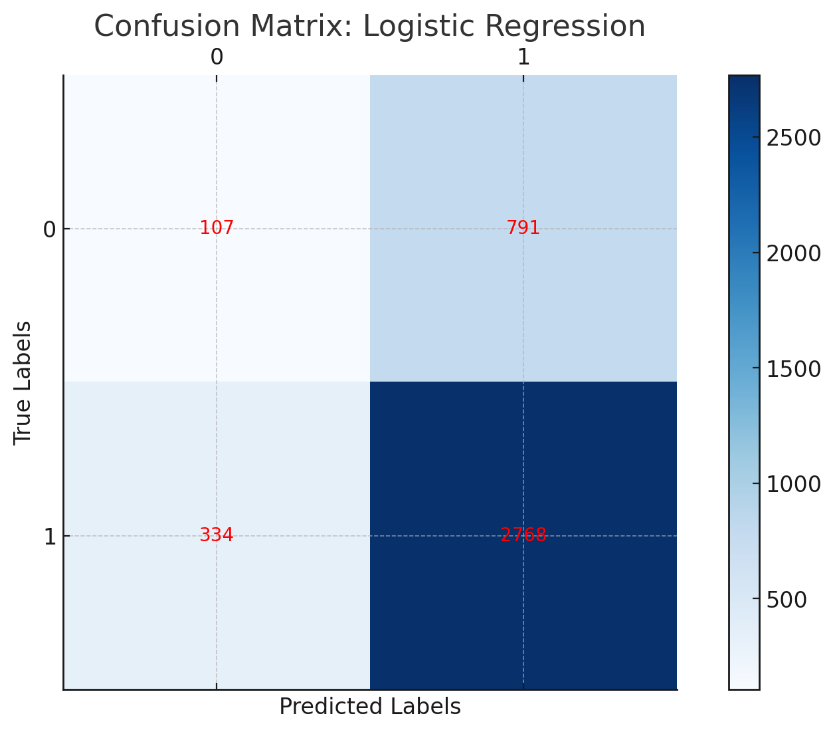 Confusion Matrix: Logistic Regression
0 1
0 107 791
1 334 2768
True Labels
Predicted Labels
2500
2000
1500
1000
500